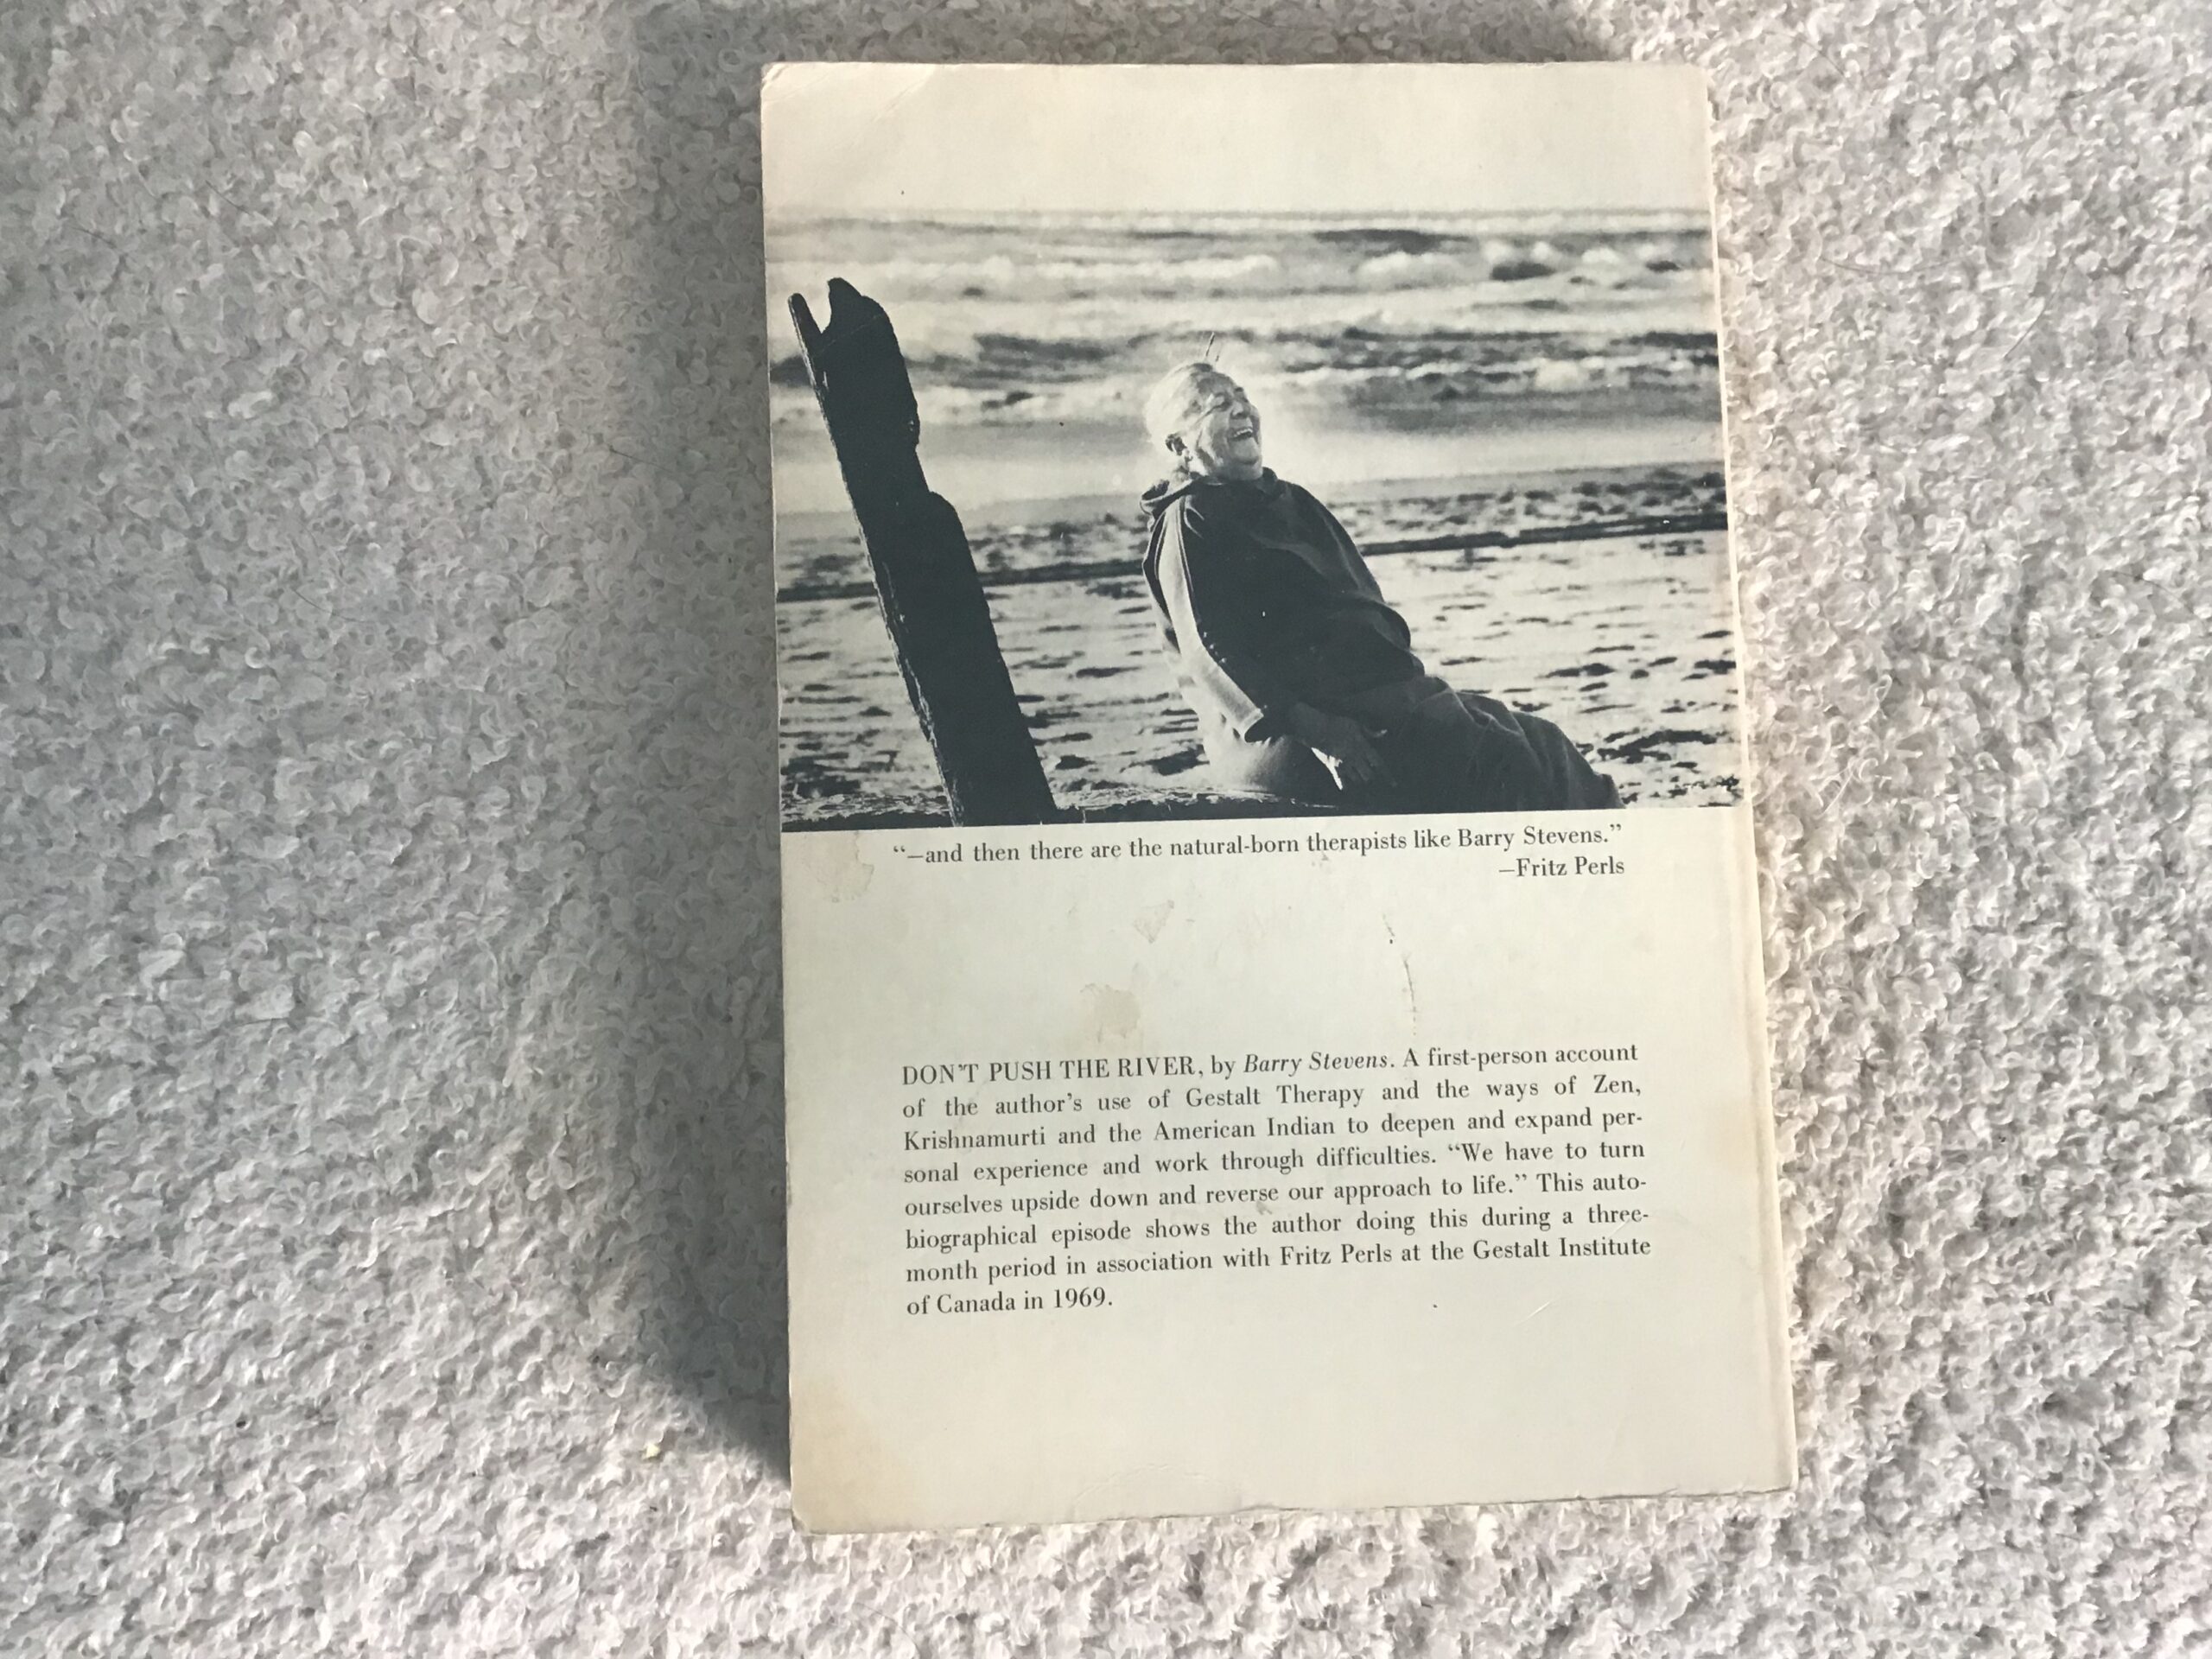 “—and then there are the natural-born therapists like Barry Stevens.”
—Fritz Perls
DON’T PUSH THE RIVER, by Barry Stevens. A first-person account
of the author’s use of Gestalt Therapy and the ways of Zen,
Krishnamurti and the American Indian to deepen and expand per-
sonal experience and work through difficulties. “We have to turn
ourselves upside down and reverse our approach to life.” This auto-
biographical episode shows the author doing this during a three-
month period in association with Fritz Perls at the Gestalt Institute
of Canada in 1969.